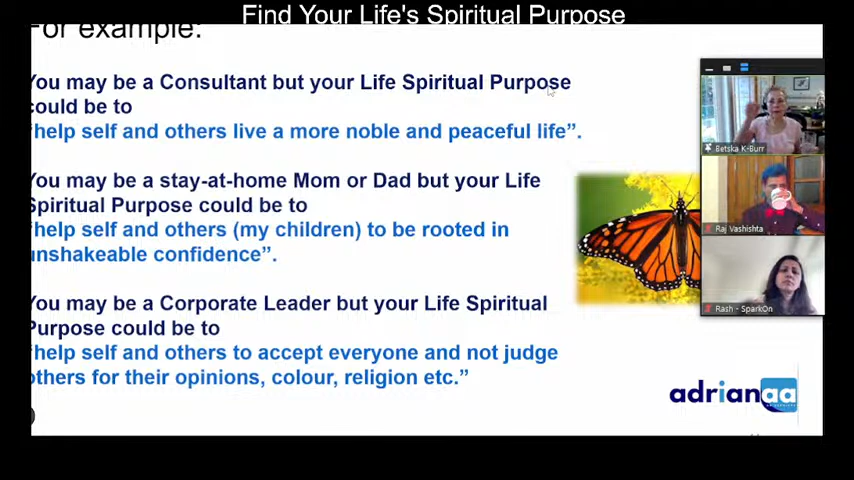 Find Your Life's Spiritual Purpose
For example:
You may be a Consultant but your Life Spiritual Purpose
could be to
“help self and others live a more noble and peaceful life”.
You may be a stay-at-home Mom or Dad but your Life
Spiritual Purpose could be to
“help self and others (my children) to be rooted in
unshakeable confidence”.
You may be a Corporate Leader but your Life Spiritual
Purpose could be to
“help self and others to accept everyone and not judge
others for their opinions, colour, religion etc.”
Betska K-Burr
Raj Vashishta
Rash - SparkOn
adrianaa